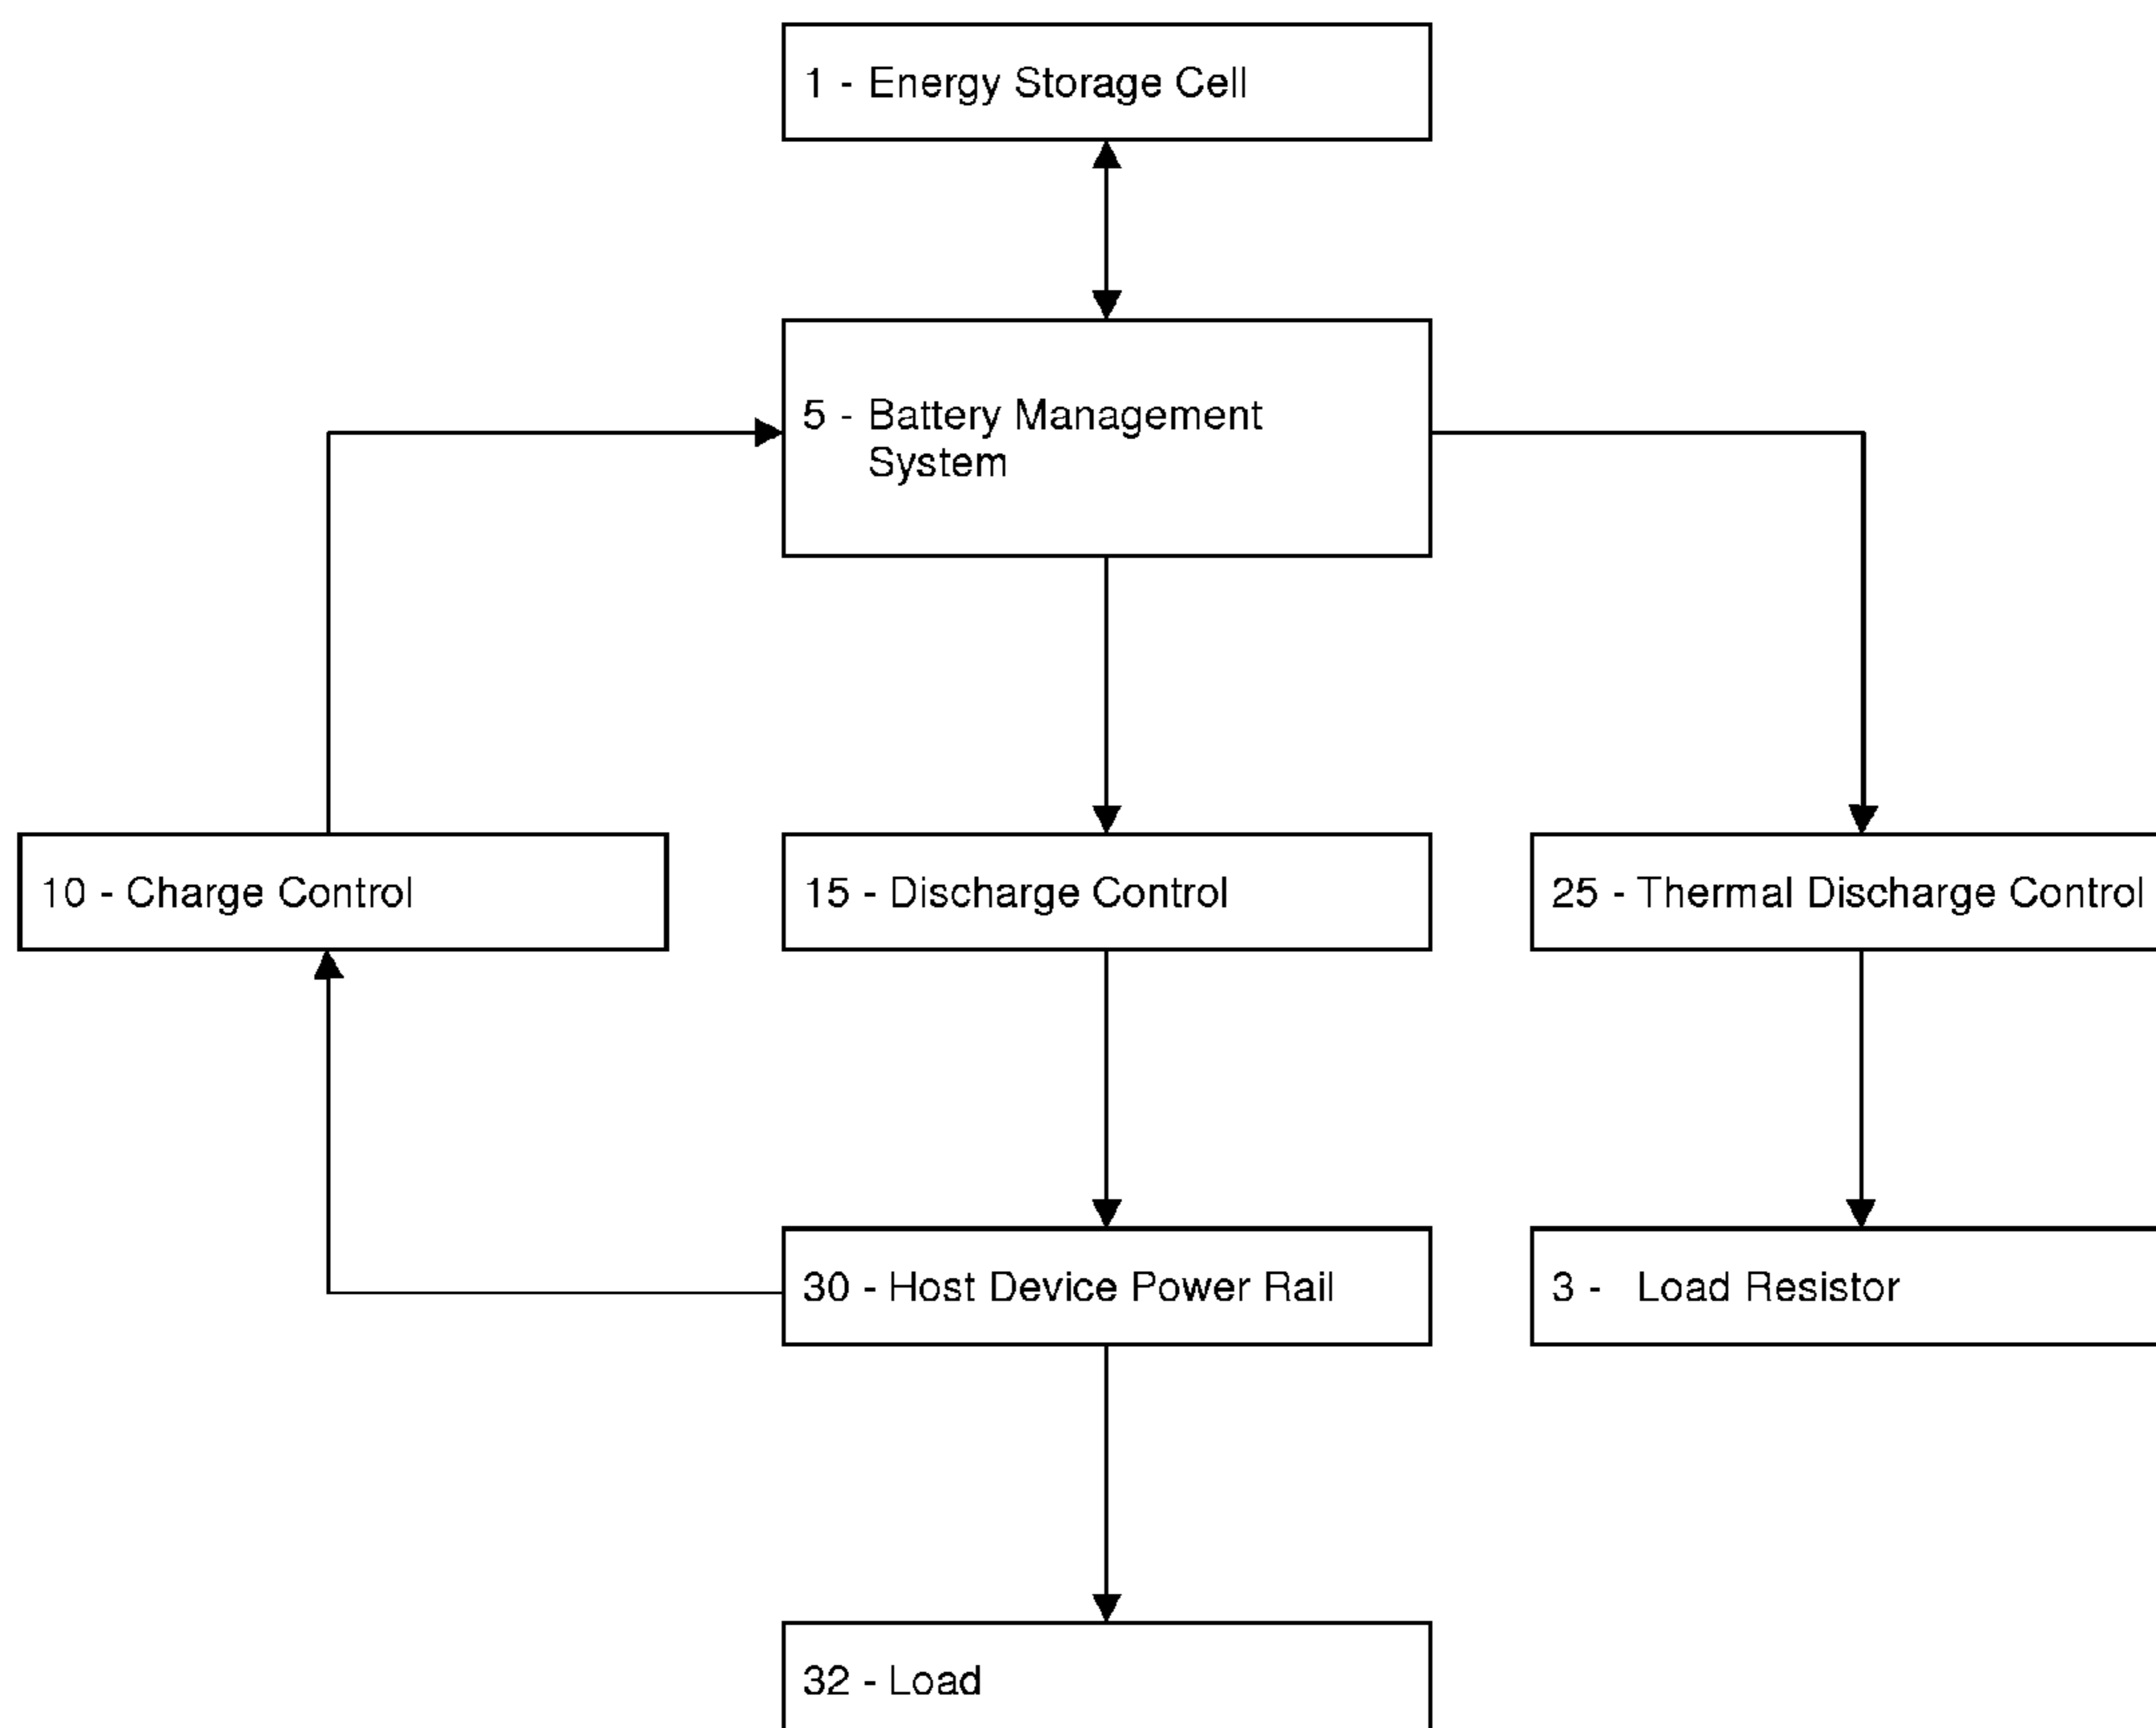 1 - Energy Storage Cell
5 - Battery Management
System
10 - Charge Control
15 - Discharge Control
25 - Thermal Discharge Control
30 - Host Device Power Rail
3 - Load Resistor
32 - Load